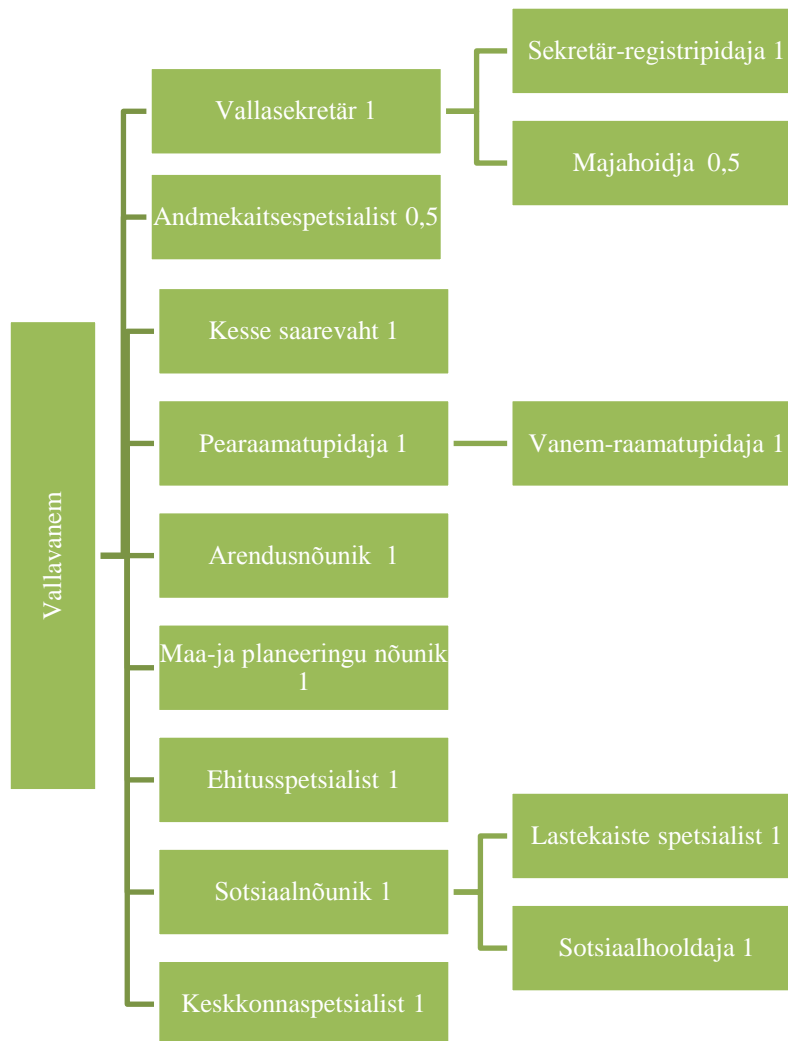 Vallavanem
Vallasekretär 1
Sekretär-registripidaja 1
Majahoidja 0,5
Andmekaitsespetsialist 0,5
Kesse saarevaht 1
Pearaamatupidaja 1
Vanem-raamatupidaja 1
Arendusnõunik 1
Maa-ja planeeringu nõunik
1
Ehitusspetsialist 1
Sotsiaalnõunik 1
Lastekaiste spetsialist 1
Sotsiaalhooldaja 1
Keskkonnaspetsialist 1